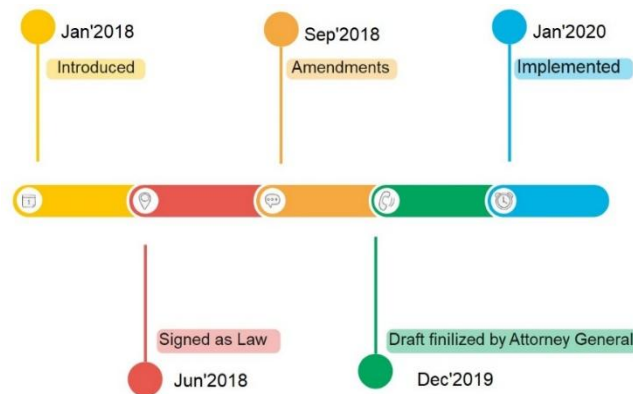 Jan'2018
Introduced
Sep'2018
Amendments
Jan'2020
Implemented
Signed as Law
Jun'2018
Draft finilized by Attorney General
Dec'2019